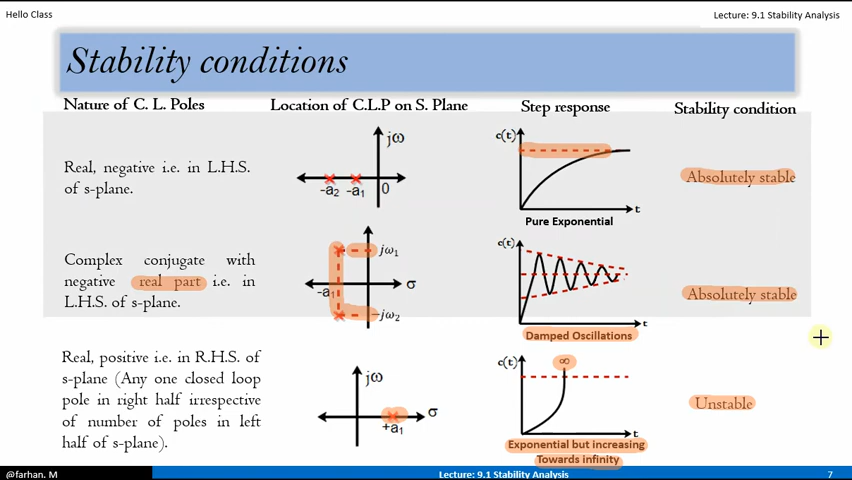 Hello Class
Lecture: 9.1 Stability Analysis
Stability conditions
Nature of C. L. Poles
Location of C.L.P on S. Plane
Step response
Stability condition
Real, negative i.e. in L.H.S.
of s-plane.
jω
-a2 -a1 0
c(t)
t
Pure Exponential
Absolutely stable
Complex conjugate with
negative real part i.e. in
L.H.S. of s-plane.
jω1
σ
-a1
-jω2
c(t)
t
Damped Oscillations
Absolutely stable
Real, positive i.e. in R.H.S. of
s-plane (Any one closed loop
pole in right half irrespective
of number of poles in left
half of s-plane).
jω
σ
+a1
c(t)
∞
t
Exponential but increasing
Towards infinity
Unstable
@farhan. M
Lecture: 9.1 Stability Analysis
7